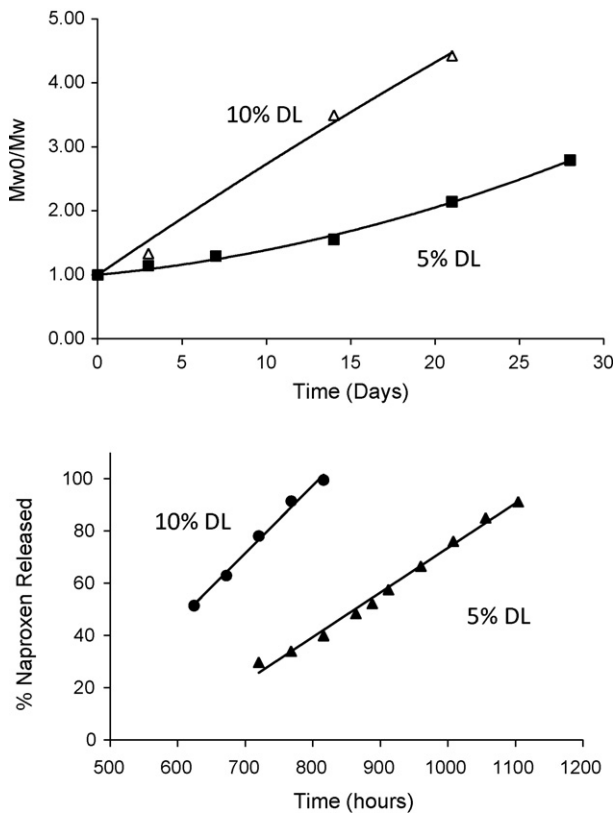 5.00
4.00
3.00
2.00
1.00
0.00
Mw0/Mw
10% DL
5% DL
0 5 10 15 20 25 30
Time (Days)
100
80
60
40
20
0
% Naproxen Released
10% DL
5% DL
500 600 700 800 900 1000 1100 1200
Time (hours)